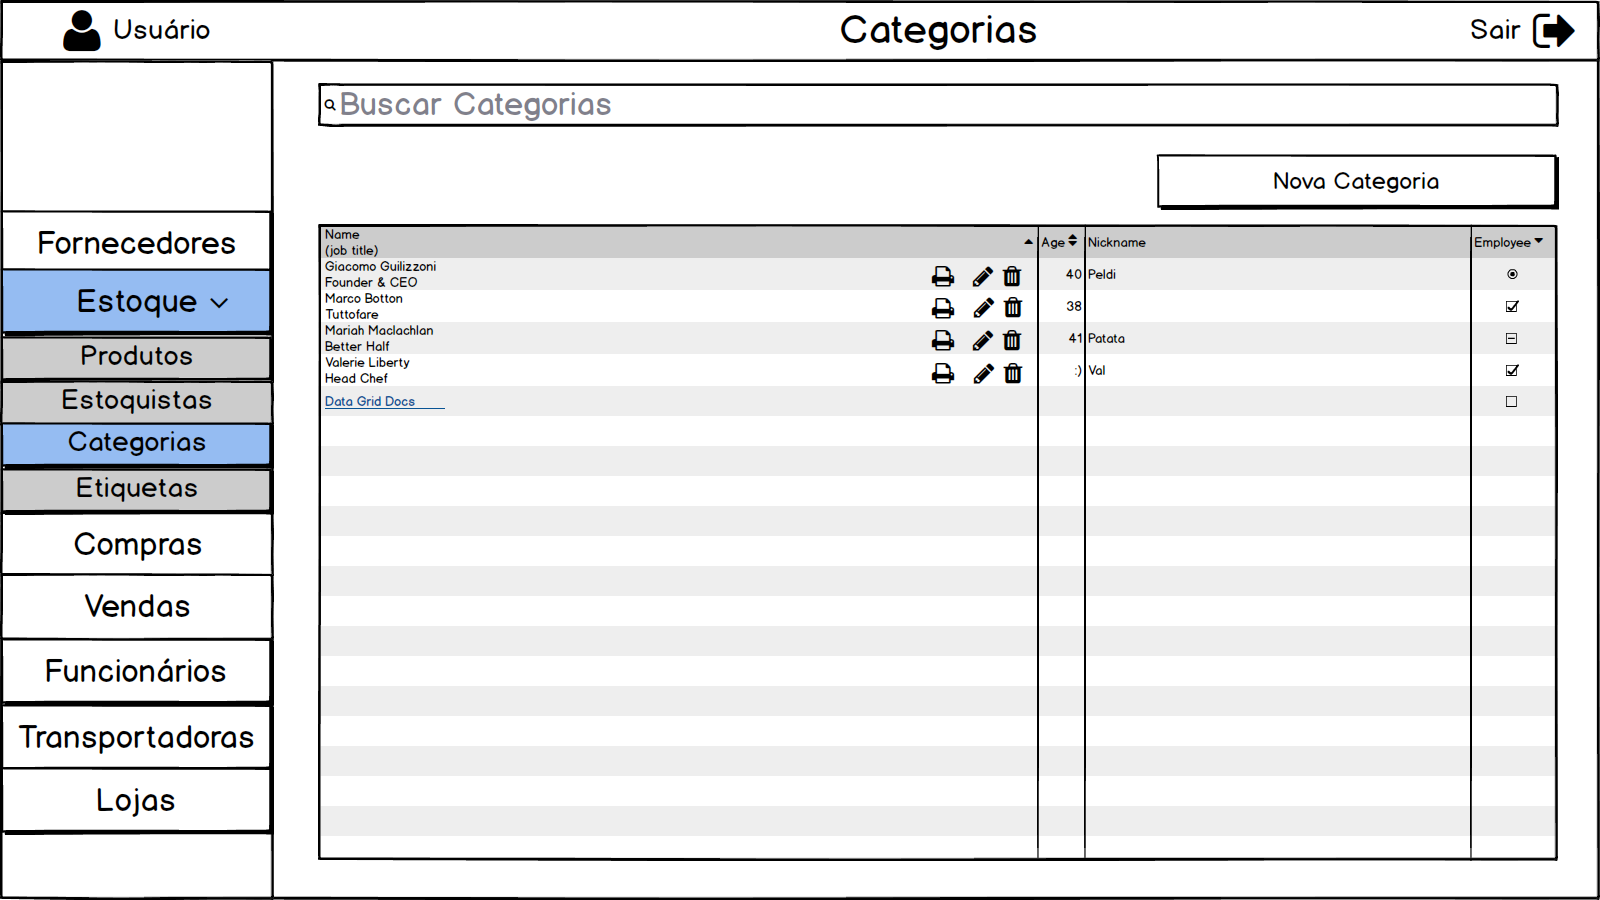 Usuário
Categorias
Sair
Buscar Categorias
Nova Categoria
Fornecedores
Estoque
Produtos
Estoquistas
Categorias
Etiquetas
Compras
Vendas
Funcionários
Transportadoras
Lojas
Name
(job title)
Age
Nickname
Employee
Giacomo Guilizzoni
Founder & CEO
40
Peldi
Marco Botton
Tuttofare
38
Mariah Maclachlan
Better Half
41
Patata
Valerie Liberty
Head Chef
:)
Val
Data Grid Docs